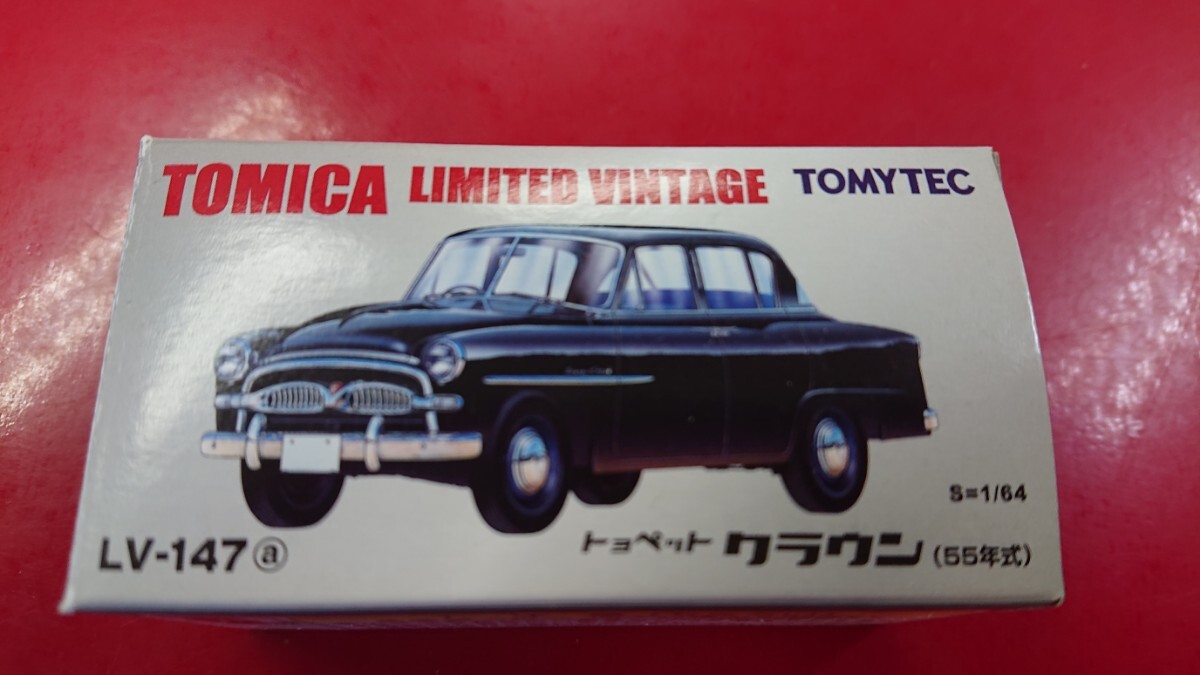 TOMICA LIMITED VINTAGE TOMYTEC
S=1/64
LV-147ⓐ トヨペット クラウン (55年式)